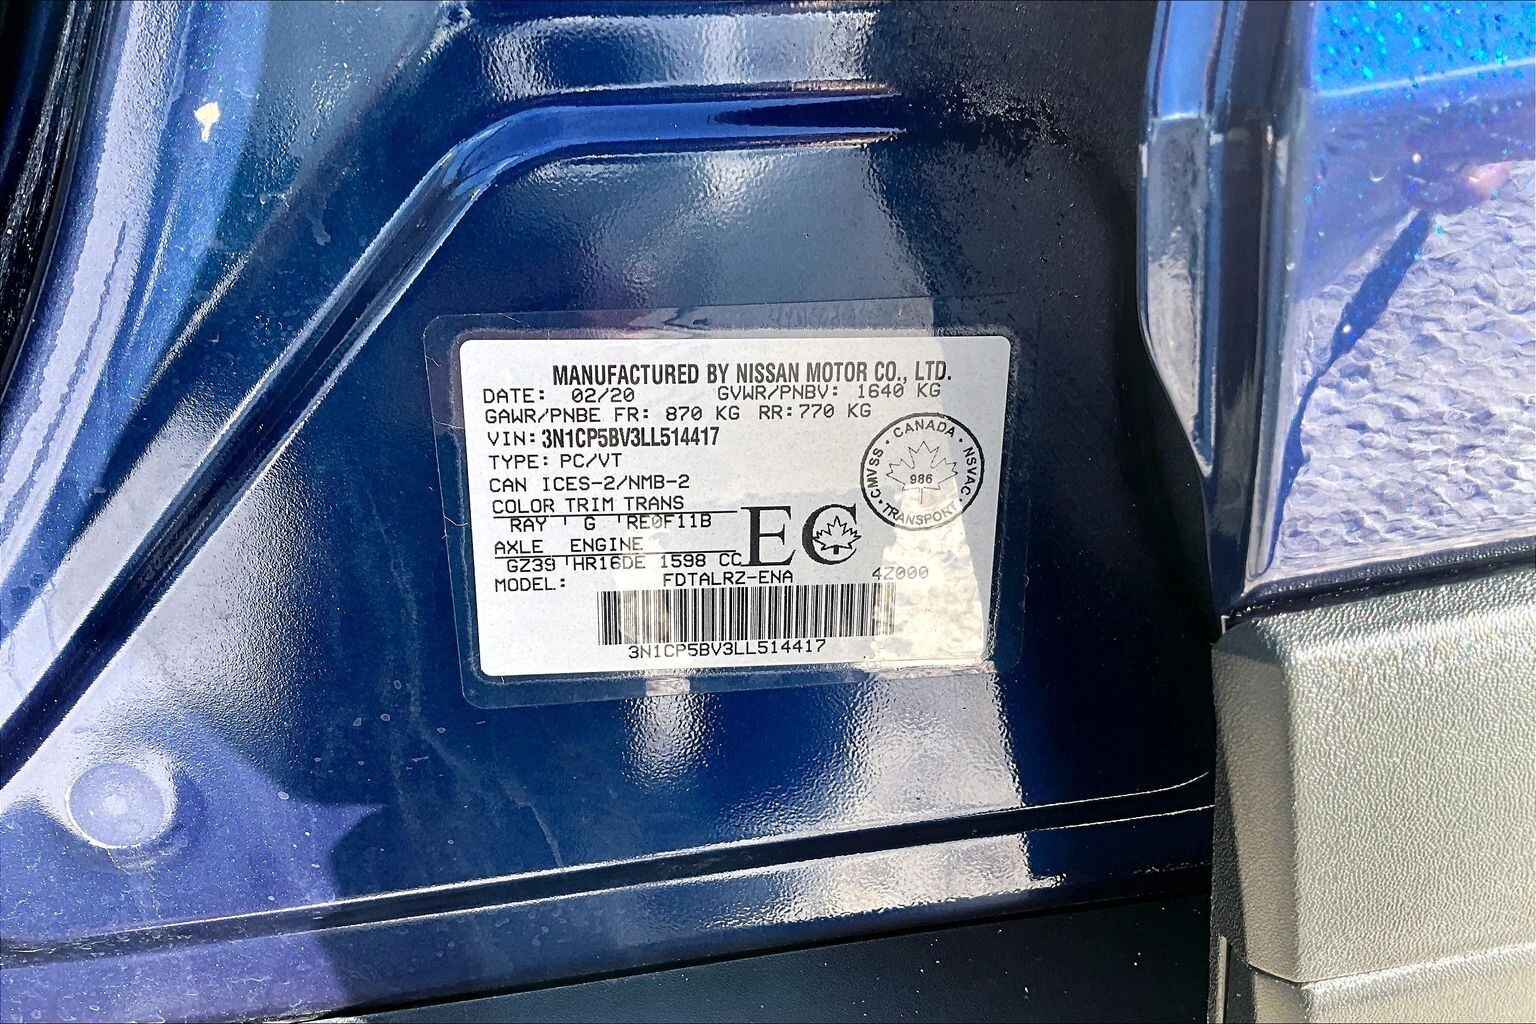 MANUFACTURED BY NISSAN MOTOR CO., LTD.
DATE: 02/20 GVWR/PNBV: 1640 KG
GAWR/PNBE FR: 870 KG RR: 770 KG
VIN: 3N1CP5BV3LL514417
TYPE: PC/VT
CAN ICES-2/NMB-2
COLOR TRIM TRANS
RAY G RE0F11B
AXLE ENGINE
GZ39 HR16DE 1598 CC
MODEL: FDTALRZ-ENA 4Z000
EC
CANADA
CMVSS NSVAC
986
TRANSPORT
3N1CP5BV3LL514417